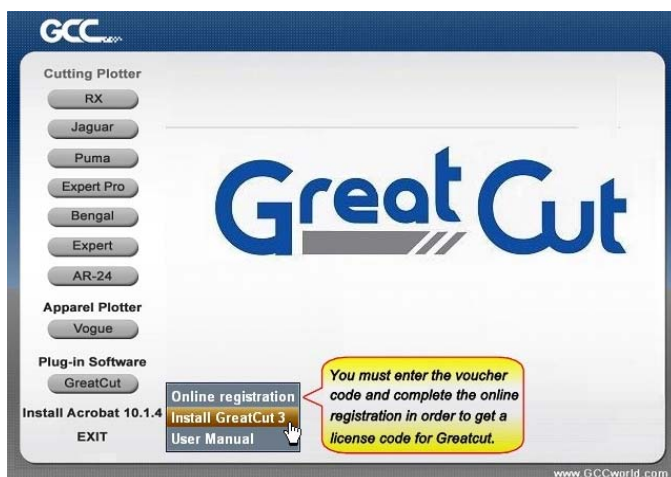 GCC
Cutting Plotter
RX
Jaguar
Puma
Expert Pro
Bengal
Expert
AR-24
Apparel Plotter
Vogue
Plug-in Software
GreatCut
Install Acrobat 10.1.4
EXIT
Great Cut
Online registration
Install GreatCut 3
User Manual
You must enter the voucher
code and complete the online
registration in order to get a
license code for Greatcut.
www.GCCworld.com